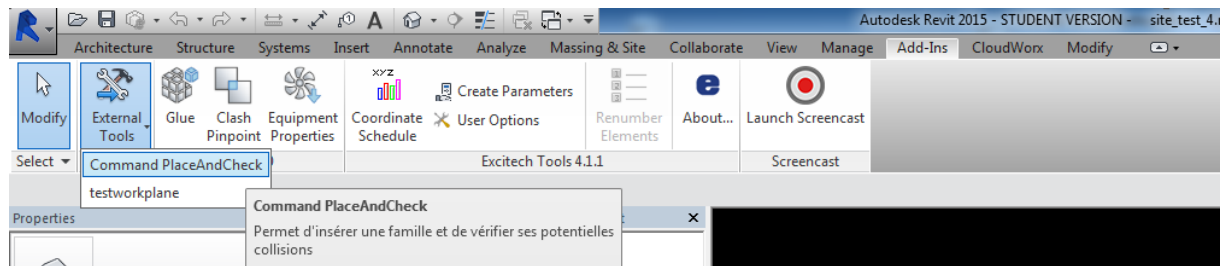 Autodesk Revit 2015 - STUDENT VERSION - site_test_4.r
Architecture Structure Systems Insert Annotate Analyze Massing & Site Collaborate View Manage Add-Ins CloudWorx Modify
XYZ
Modify External Tools Glue Clash Pinpoint Equipment Properties Coordinate Schedule Create Parameters User Options Renumber Elements About... Launch Screencast
Select Excitech Tools 4.1.1 Screencast
Command PlaceAndCheck
testworkplane
Properties
Command PlaceAndCheck
Permet d'insérer une famille et de vérifier ses potentielles
collisions